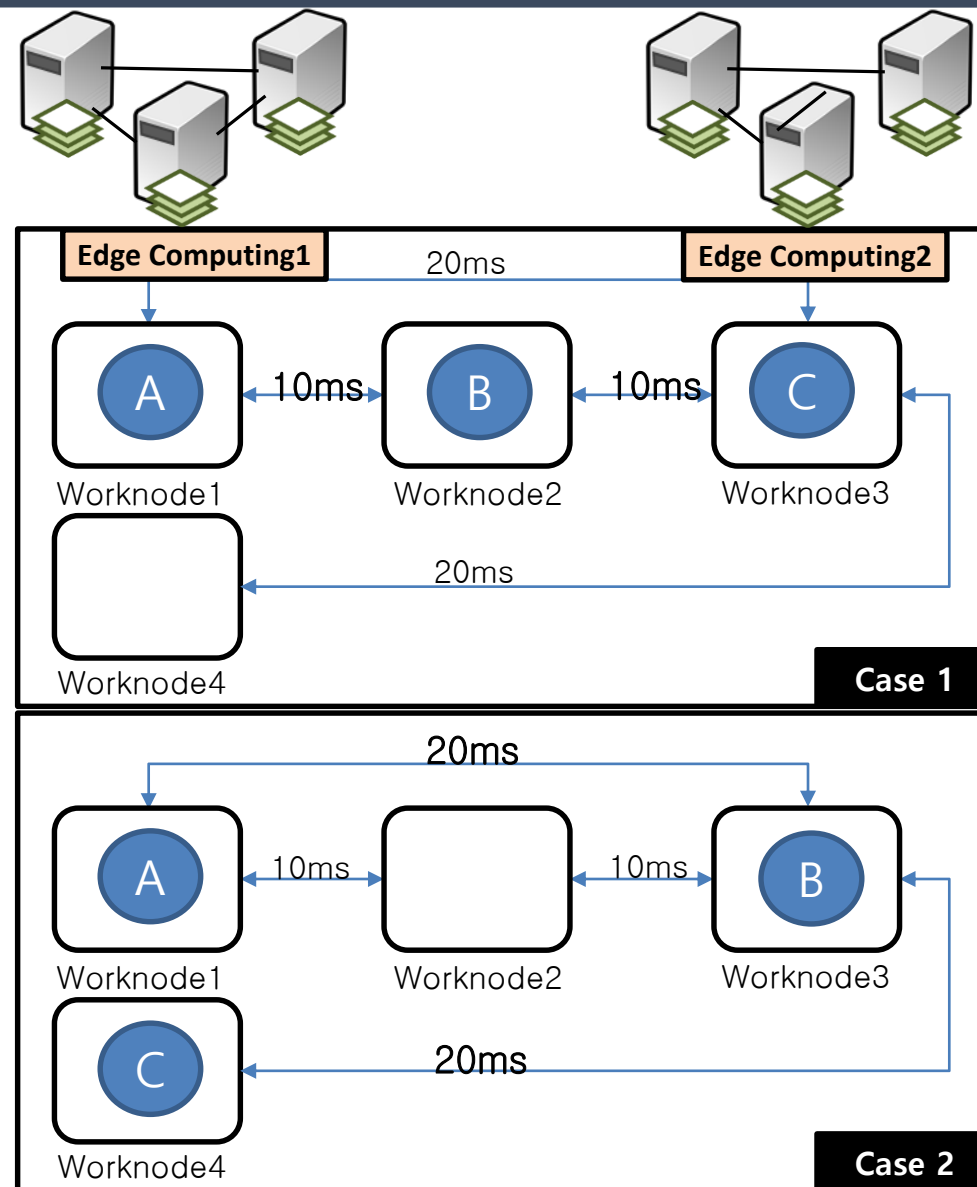 Edge Computing1
20ms
Edge Computing2
A
10ms
B
10ms
C
Worknode1
Worknode2
Worknode3
20ms
Worknode4
Case 1
20ms
A
10ms
10ms
B
Worknode1
Worknode2
Worknode3
C
20ms
Worknode4
Case 2